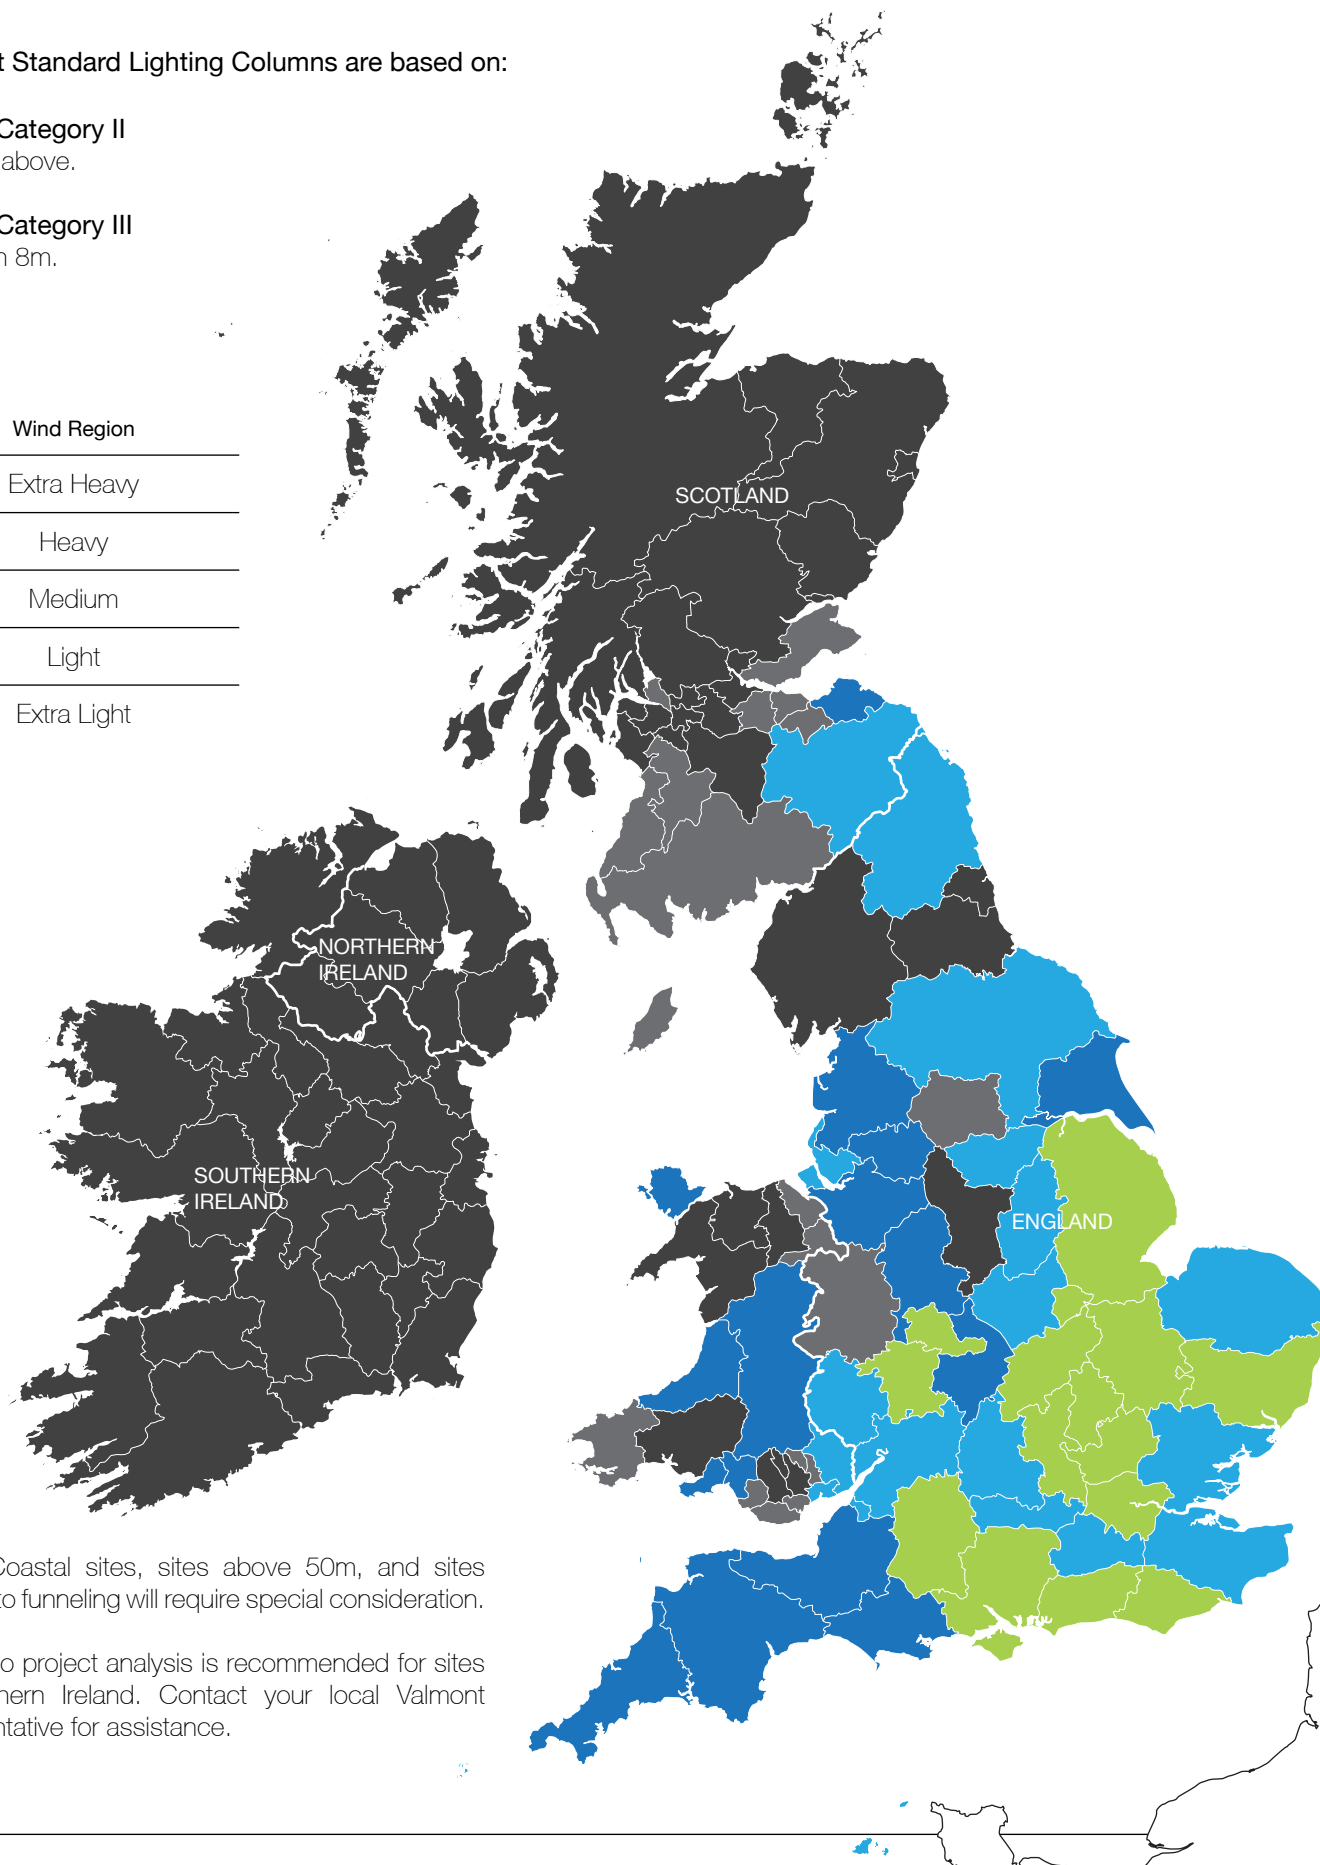 t Standard Lighting Columns are based on:
Category II
above.
Category III
n 8m.
Wind Region
Extra Heavy
Heavy
Medium
Light
Extra Light
SCOTLAND
NORTHERN
IRELAND
SOUTHERN
IRELAND
ENGLAND
Coastal sites, sites above 50m, and sites
to funneling will require special consideration.
o project analysis is recommended for sites
hern Ireland. Contact your local Valmont
ntative for assistance.